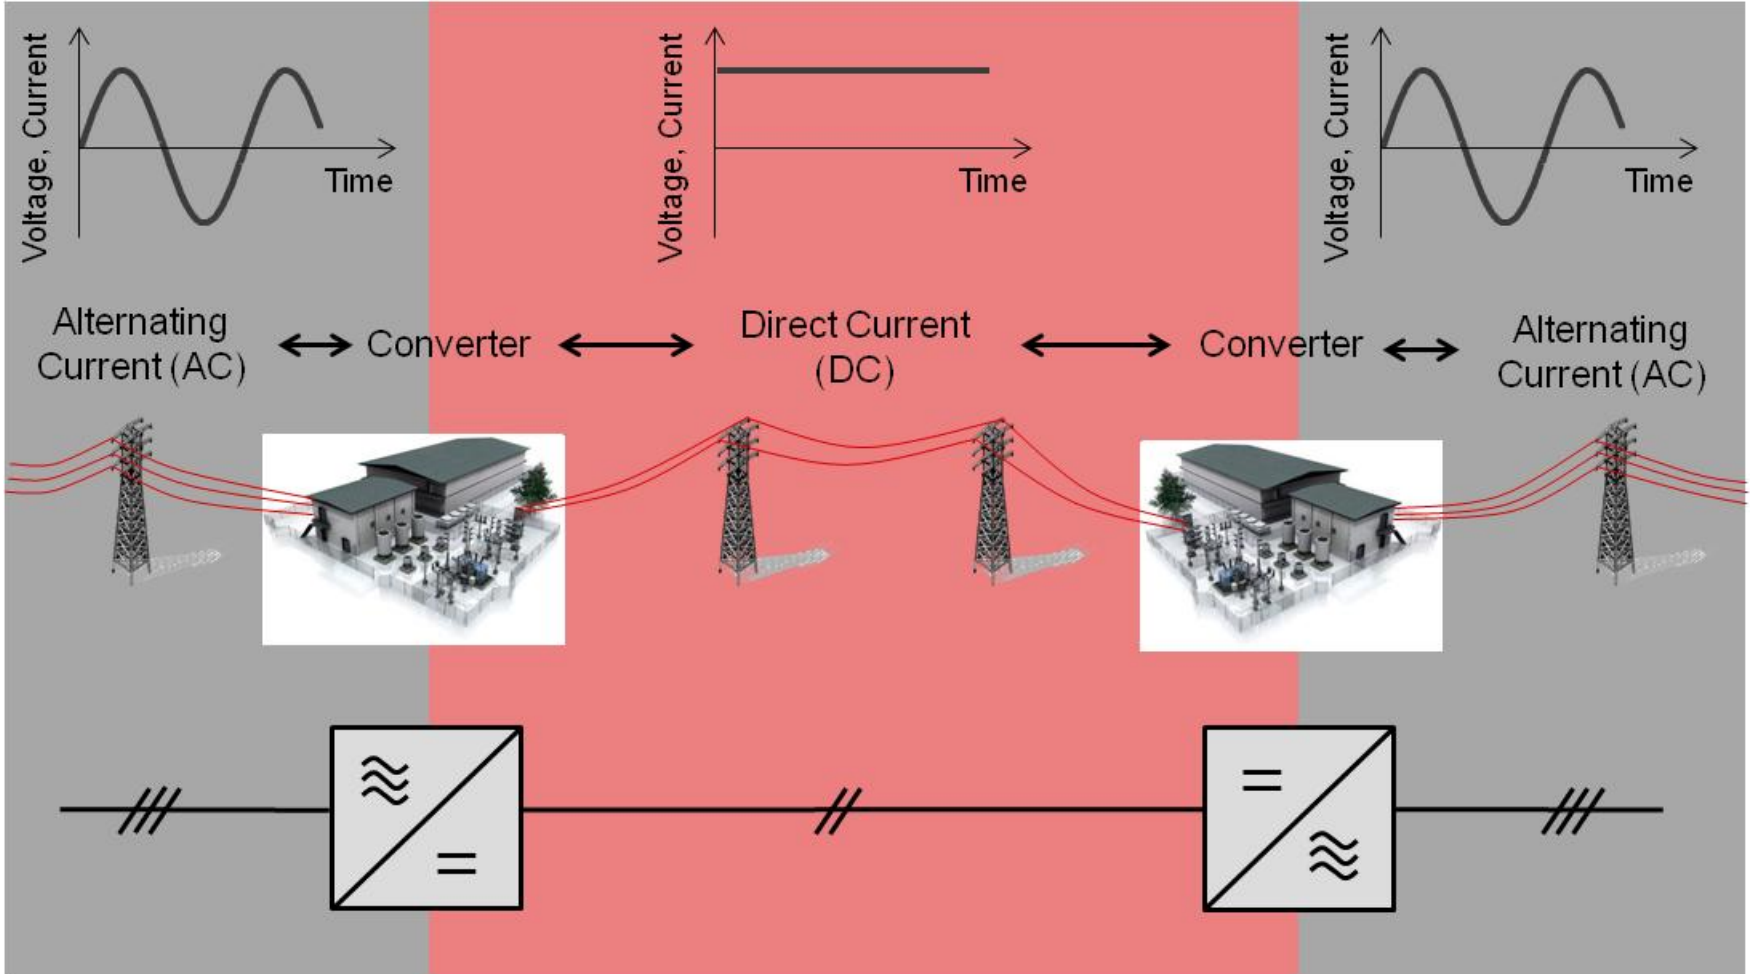 Voltage, Current
Time
Voltage, Current
Time
Voltage, Current
Time
Alternating
Current (AC)
Converter
Direct Current
(DC)
Converter
Alternating
Current (AC)
≈
=
=
≈